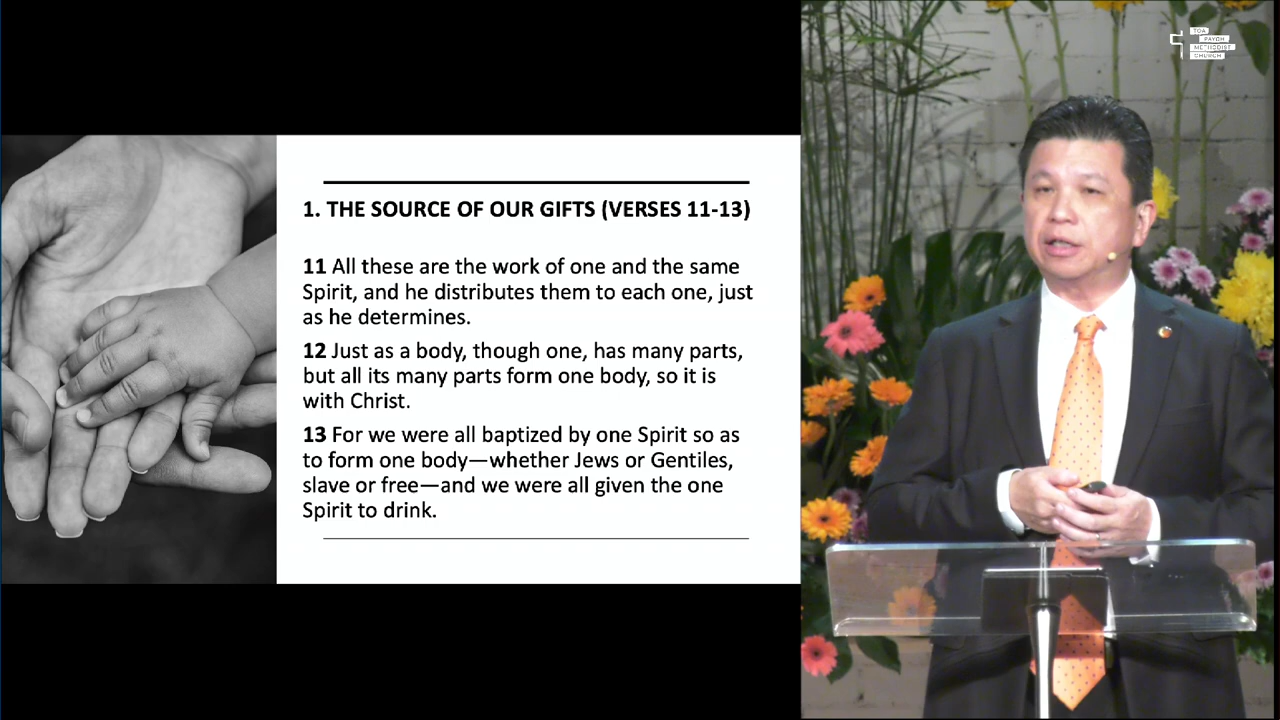 1. THE SOURCE OF OUR GIFTS (VERSES 11-13)
11 All these are the work of one and the same
Spirit, and he distributes them to each one, just
as he determines.
12 Just as a body, though one, has many parts,
but all its many parts form one body, so it is
with Christ.
13 For we were all baptized by one Spirit so as
to form one body—whether Jews or Gentiles,
slave or free—and we were all given the one
Spirit to drink.
TOA
PAYOH
METHODIST
CHURCH